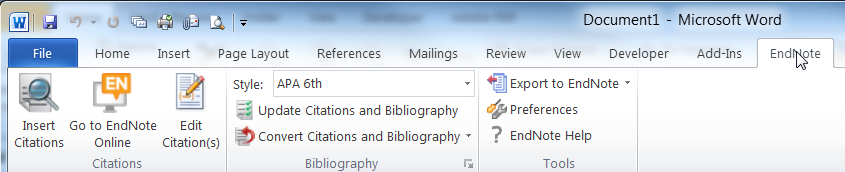 W
Document1 - Microsoft Word
File Home Insert Page Layout References Mailings Review View Developer Add-Ins EndNote
EN
Style: APA 6th Export to EndNote
Insert Go to EndNote Edit Update Citations and Bibliography Preferences
Citations Online Citation(s) Convert Citations and Bibliography ? EndNote Help
Citations Bibliography Tools